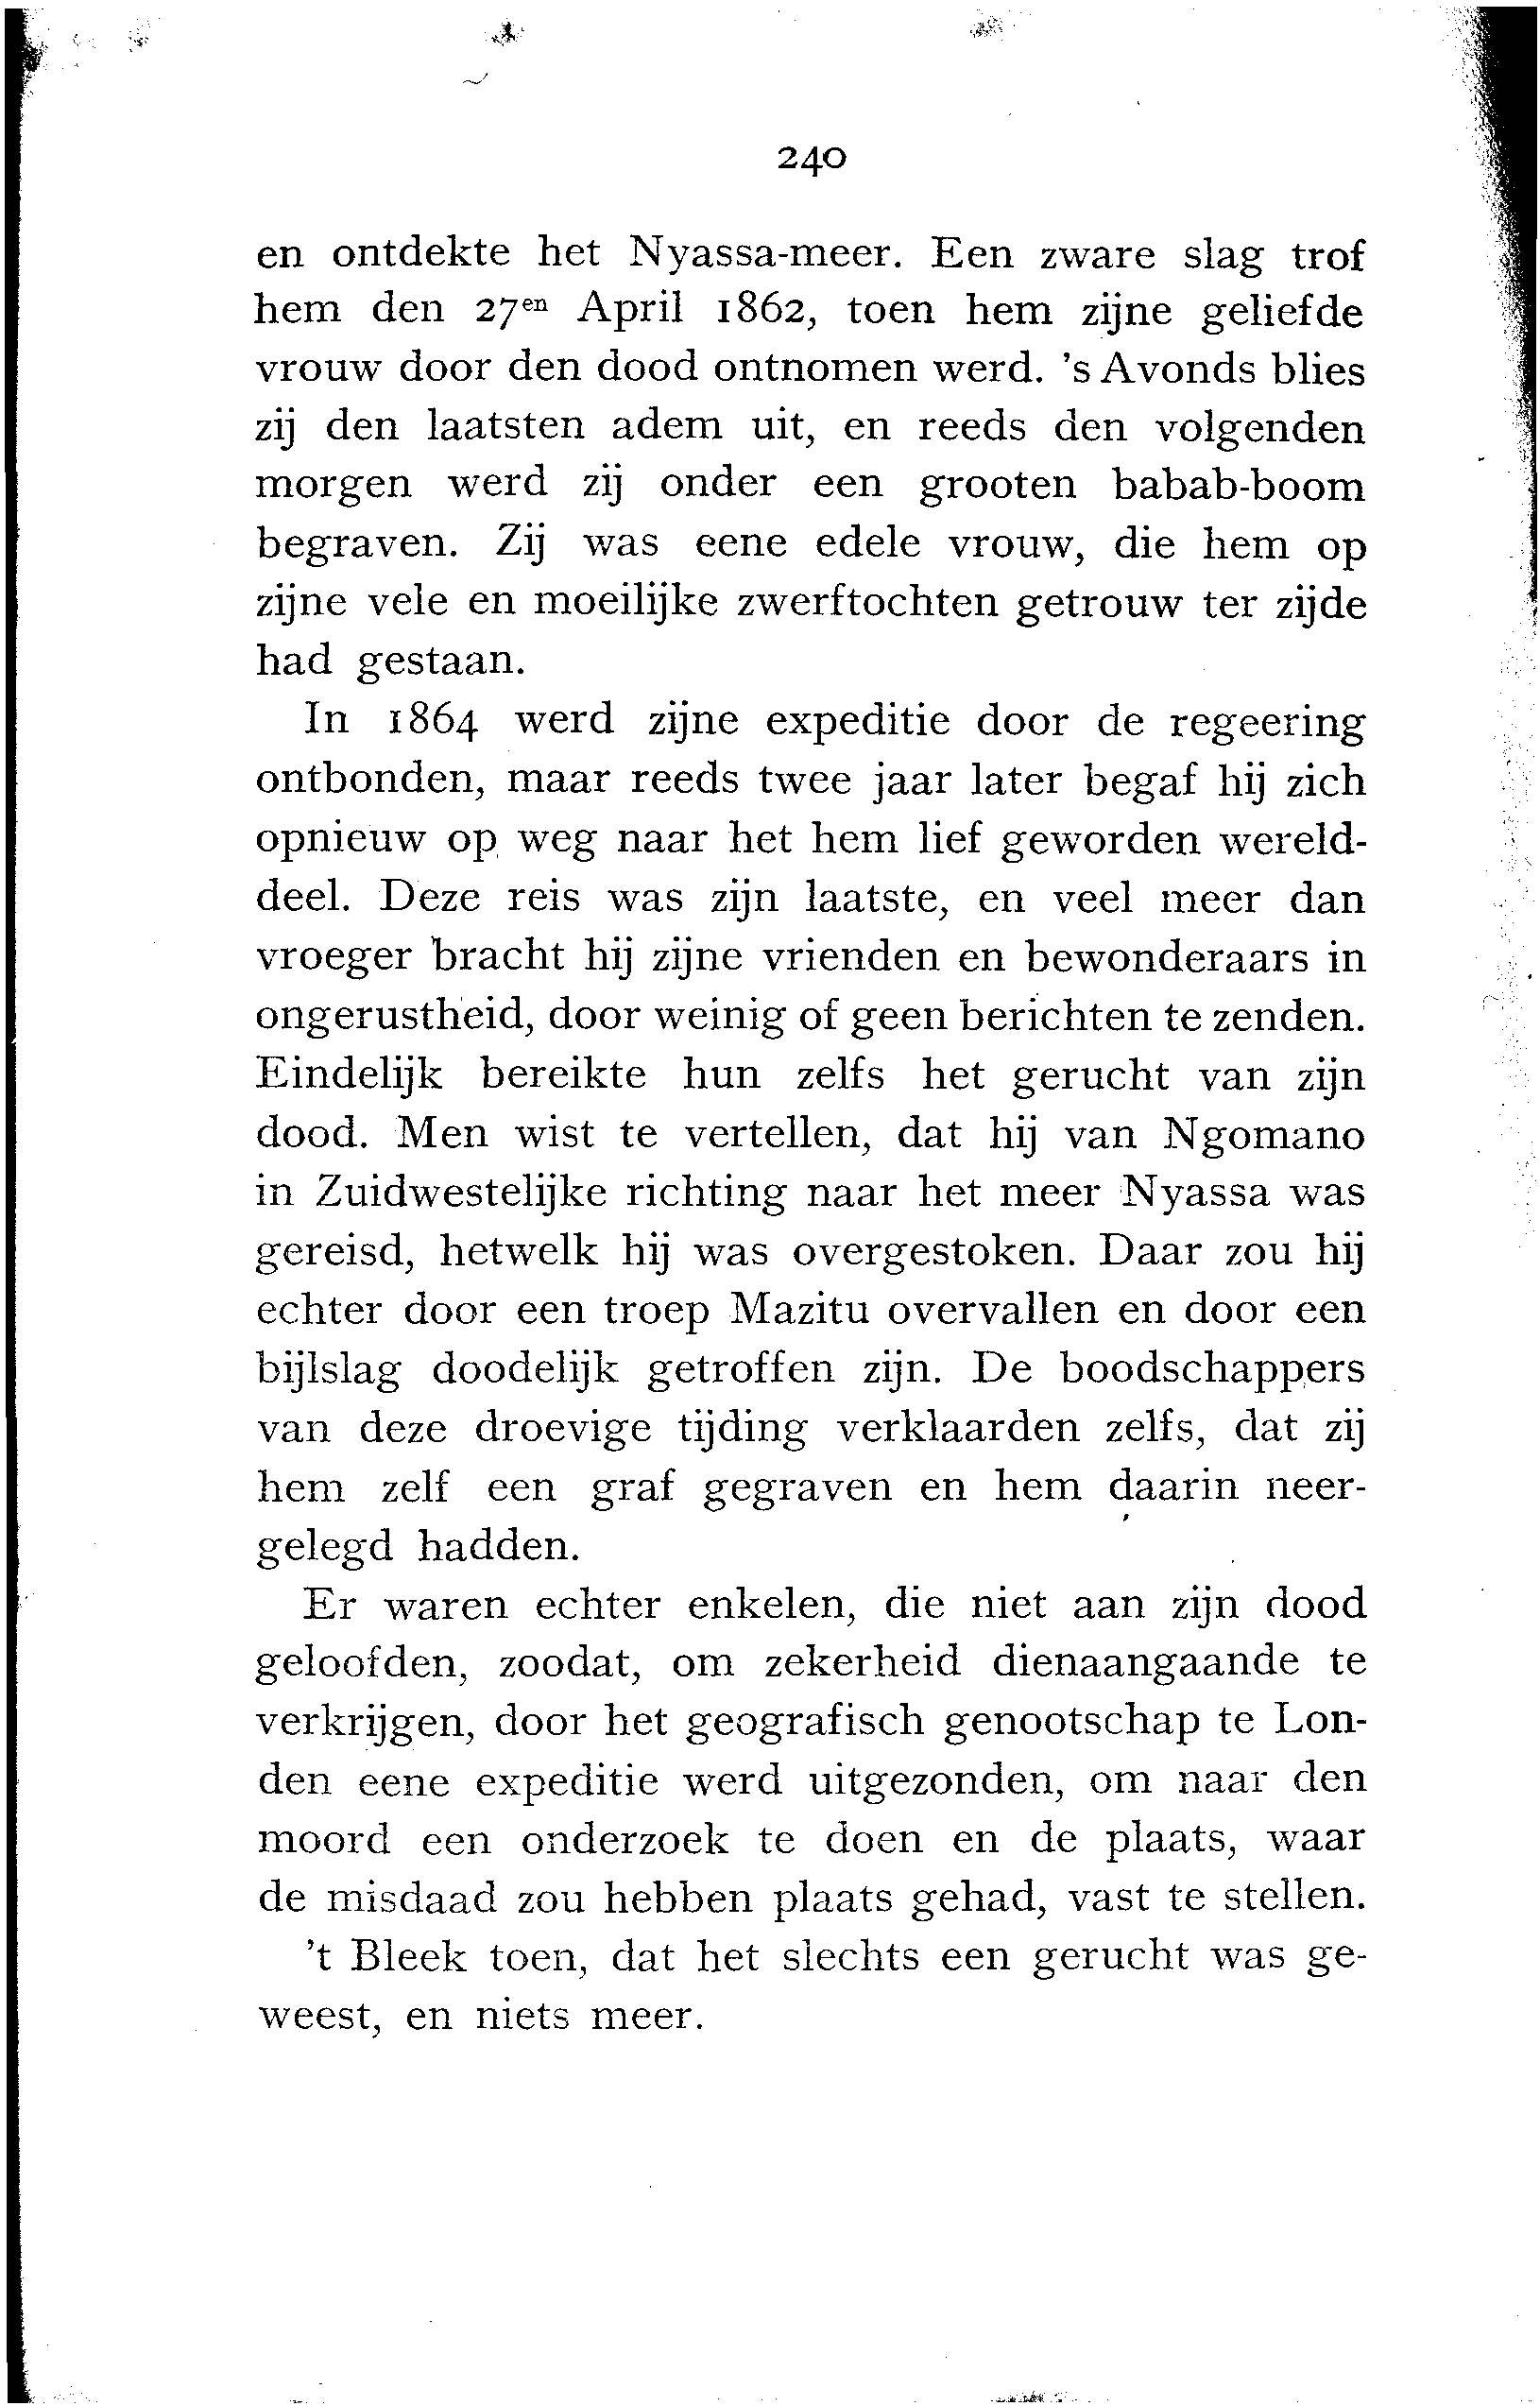 240
en ontdekte het Nyassa-meer. Een zware slag trof
hem den 27en April 1862, toen hem zijne geliefde
vrouw door den dood ontnomen werd. 's Avonds blies
zij den laatsten adem uit, en reeds den volgenden
morgen werd zij onder een grooten babab-boom
begraven. Zij was eene edele vrouw, die hem op
zijne vele en moeilijke zwerftochten getrouw ter zijde
had gestaan.
In 1864 werd zijne expeditie door de regeering
ontbonden, maar reeds twee jaar later begaf hij zich
opnieuw op weg naar het hem lief geworden wereld-
deel. Deze reis was zijn laatste, en veel meer dan
vroeger bracht hij zijne vrienden en bewonderaars in
ongerustheid, door weinig of geen berichten te zenden.
Eindelijk bereikte hun zelfs het gerucht van zijn
dood. Men wist te vertellen, dat hij van Ngomano
in Zuidwestelijke richting naar het meer Nyassa was
gereisd, hetwelk hij was overgestoken. Daar zou hij
echter door een troep Mazitu overvallen en door een
bijlslag doodelijk getroffen zijn. De boodschappers
van deze droevige tijding verklaarden zelfs, dat zij
hem zelf een graf gegraven en hem daarin neer-
gelegd hadden.
Er waren echter enkelen, die niet aan zijn dood
geloofden, zoodat, om zekerheid dienaangaande te
verkrijgen, door het geografisch genootschap te Lon-
den eene expeditie werd uitgezonden, om naar den
moord een onderzoek te doen en de plaats, waar
de misdaad zou hebben plaats gehad, vast te stellen.
't Bleek toen, dat het slechts een gerucht was ge-
weest, en niets meer.